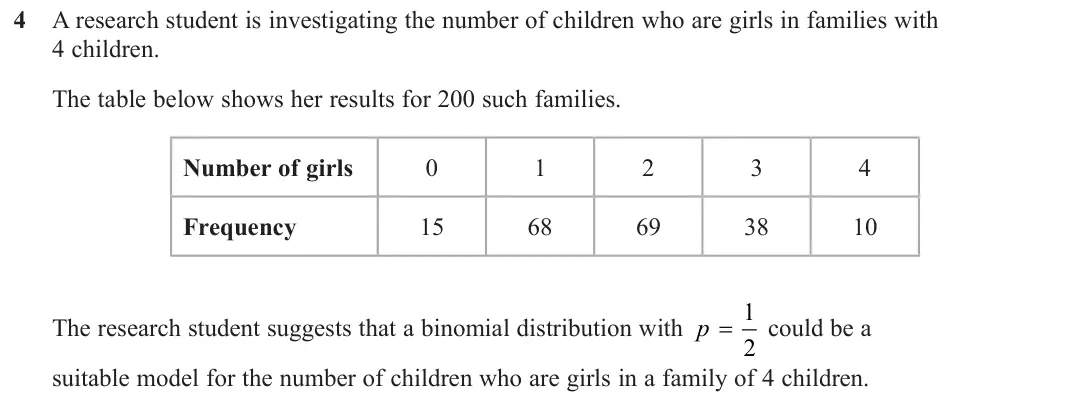 4 A research student is investigating the number of children who are girls in families with
4 children.
The table below shows her results for 200 such families.
Number of girls 0 1 2 3 4
Frequency 15 68 69 38 10
The research student suggests that a binomial distribution with p = 1/2 could be a
suitable model for the number of children who are girls in a family of 4 children.